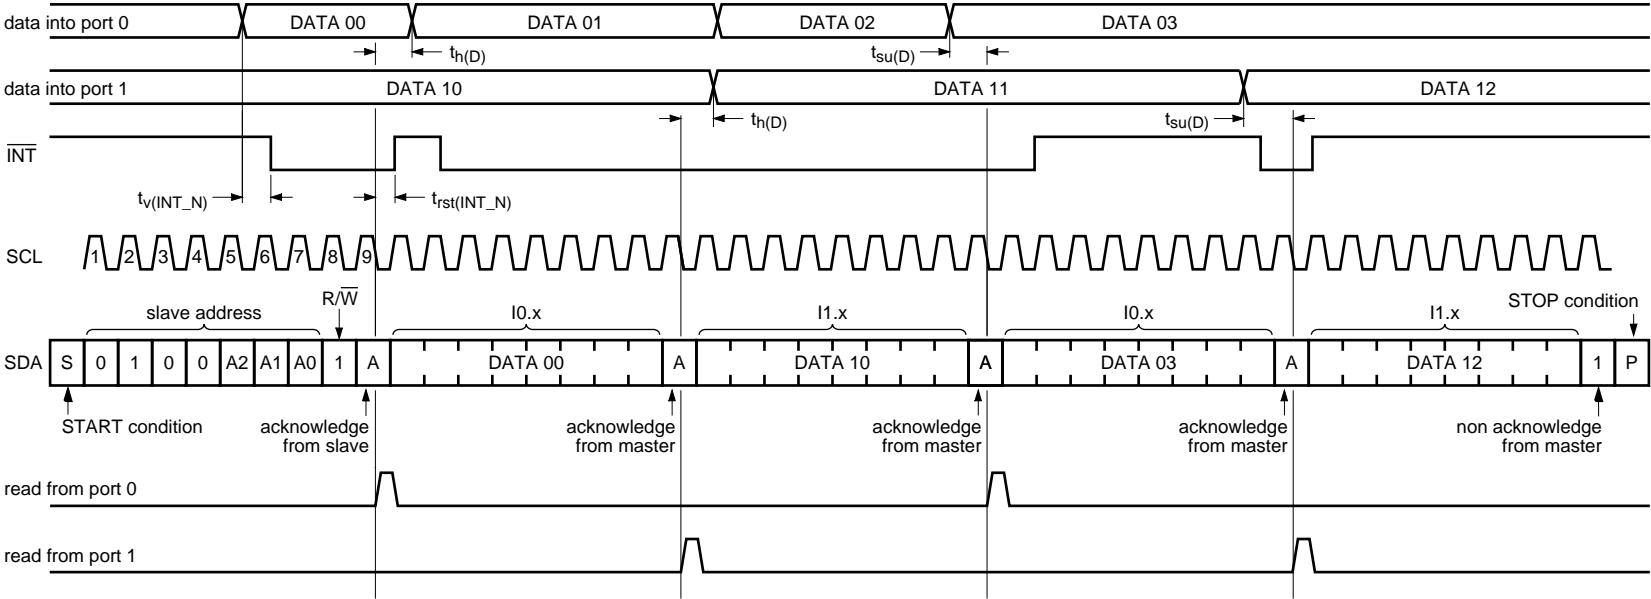 data into port 0 DATA 00 DATA 01 DATA 02 DATA 03
th(D) tsu(D)
data into port 1 DATA 10 DATA 11 DATA 12
th(D) tsu(D)
INT
tv(INT_N) trst(INT_N)
SCL 1 2 3 4 5 6 7 8 9
R/W
slave address I0.x I1.x I0.x I1.x STOP condition
SDA S 0 1 0 0 A2 A1 A0 1 A DATA 00 A DATA 10 A DATA 03 A DATA 12 1 P
START condition acknowledge acknowledge acknowledge acknowledge non acknowledge
from slave from master from master from master from master
read from port 0
read from port 1